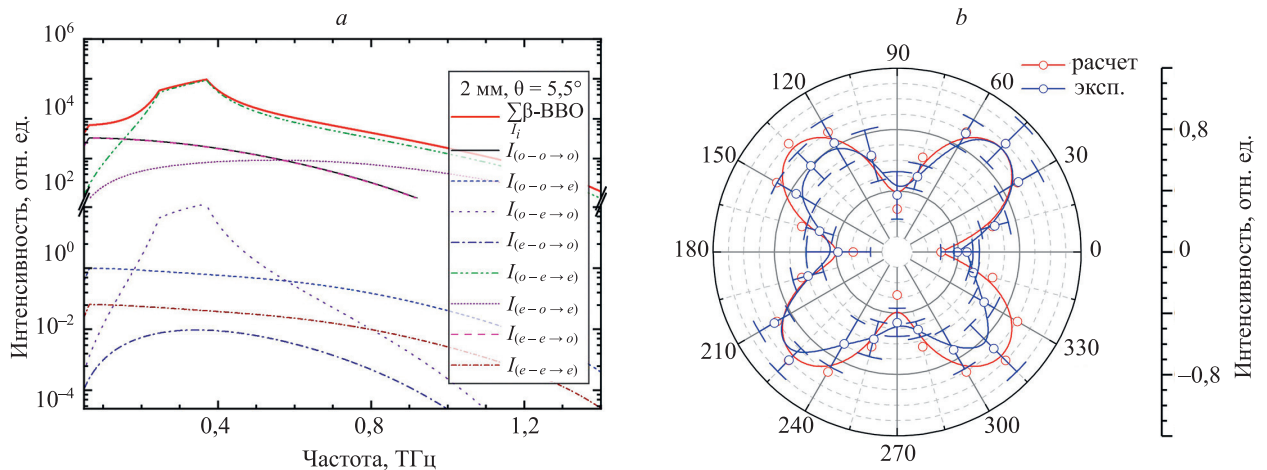 a
10^6
10^4
10^2
10^0
10^−2
10^−4
Интенсивность, отн. ед.
0,4
0,8
1,2
Частота, ТГц
2 мм, θ = 5,5°
∑β-BBO
I_i
I_(o − o → o)
I_(o − o → e)
I_(o − e → o)
I_(e − o → o)
I_(o − e → e)
I_(e − o → e)
I_(e − e → o)
I_(e − e → e)
b
90
60
30
0
330
300
270
240
210
180
150
120
расчет
эксп.
0,8
0
−0,8
Интенсивность, отн. ед.